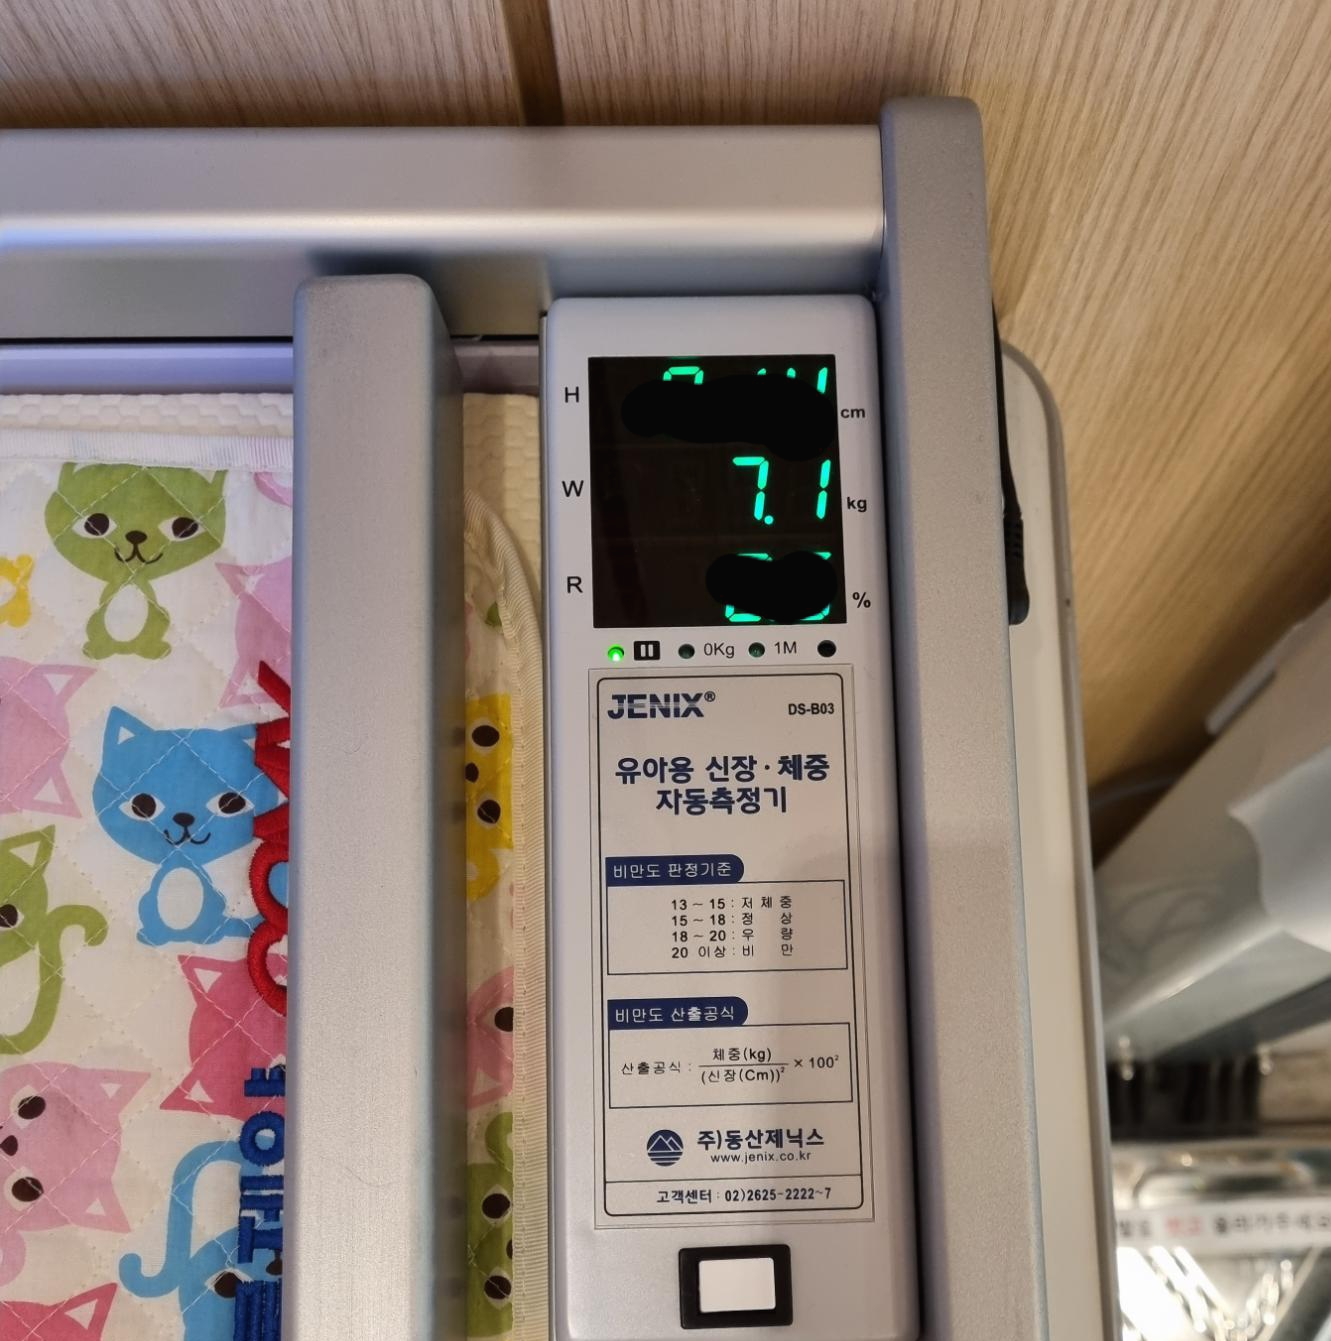 H
cm
W
7.1
kg
R
%
0Kg
1M
JENIX®
DS-B03
유아용 신장·체중
자동측정기
비만도 판정기준
13 ~ 15 : 저 체 중
15 ~ 18 : 정 상
18 ~ 20 : 우 량
20 이상 : 비 만
비만도 산출공식
산출공식 : 체중(kg) / (신장(Cm))² × 100²
주)동산제닉스
www.jenix.co.kr
고객센터 : 02)2625-2222~7